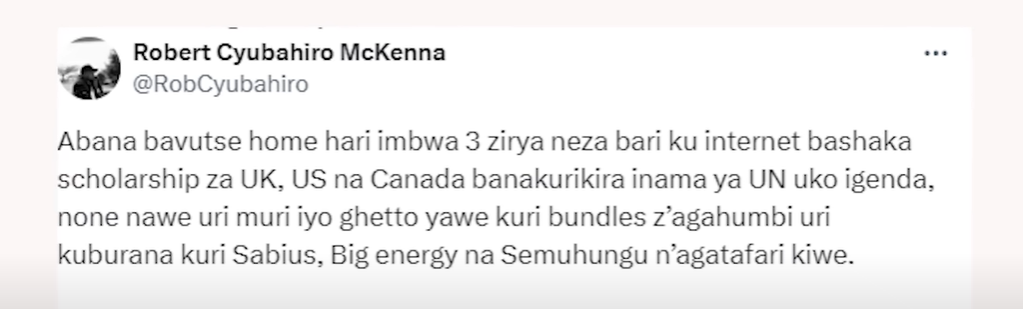 Robert Cyubahiro McKenna
@RobCyubahiro
Abana bavutse home hari imbwa 3 zirya neza bari ku internet bashaka
scholarship za UK, US na Canada banakurikira inama ya UN uko igenda,
none nawe uri muri iyo ghetto yawe kuri bundles z’agahumbi uri
kuburana kuri Sabius, Big energy na Semuhungu n’agatafari kiwe.